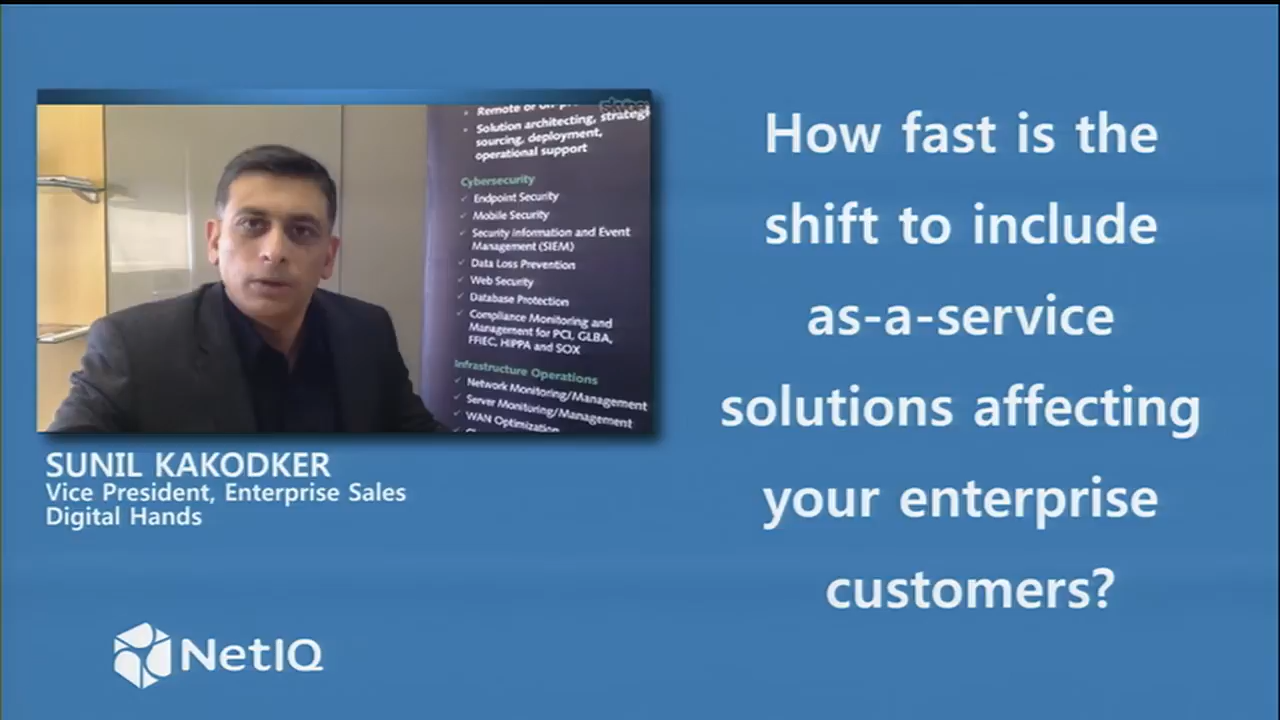 skype
Remote or on-pr
Solution architecting, strategi
sourcing, deployment,
operational support
Cybersecurity
Endpoint Security
Mobile Security
Security Information and Event
Management (SIEM)
Data Loss Prevention
Web Security
Database Protection
Compliance Monitoring and
Management for PCI, GLBA,
FFIEC, HIPPA and SOX
Infrastructure Operations
Network Monitoring/Management
Server Monitoring/Management
WAN Optimization
SUNIL KAKODKER
Vice President, Enterprise Sales
Digital Hands
NetIQ
How fast is the
shift to include
as-a-service
solutions affecting
your enterprise
customers?